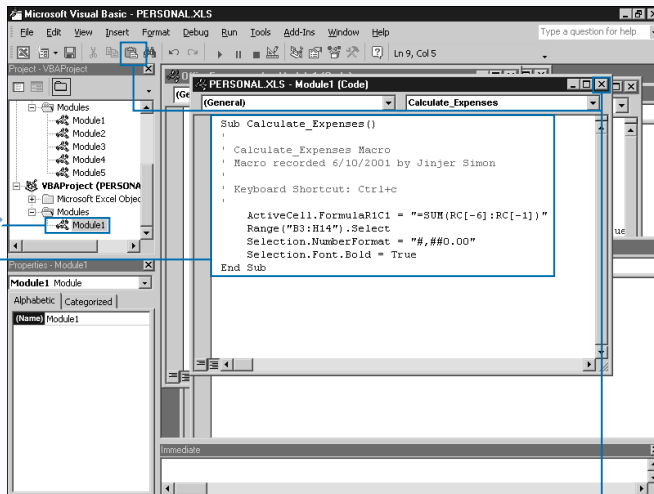 Microsoft Visual Basic - PERSONAL.XLS
File Edit View Insert Format Debug Run Tools Add-Ins Window Help
Type a question for help
Ln 9, Col 5
Project - VBAProject
Modules
Module1
Module2
Module3
Module4
Module5
VBAProject (PERSONA
Microsoft Excel Objec
Modules
Module1
Properties - Module1
Module1 Module
Alphabetic Categorized
(Name) Module1
PERSONAL.XLS - Module1 (Code)
(General) Calculate_Expenses
Sub Calculate_Expenses()
'
' Calculate_Expenses Macro
' Macro recorded 6/10/2001 by Jinjer Simon
'
' Keyboard Shortcut: Ctrl+c
'
ActiveCell.FormulaR1C1 = "=SUM(RC[-6]:RC[-1])"
Range("B3:H14").Select
Selection.NumberFormat = "#,##0.00"
Selection.Font.Bold = True
End Sub
(Ge
ue
Immediate